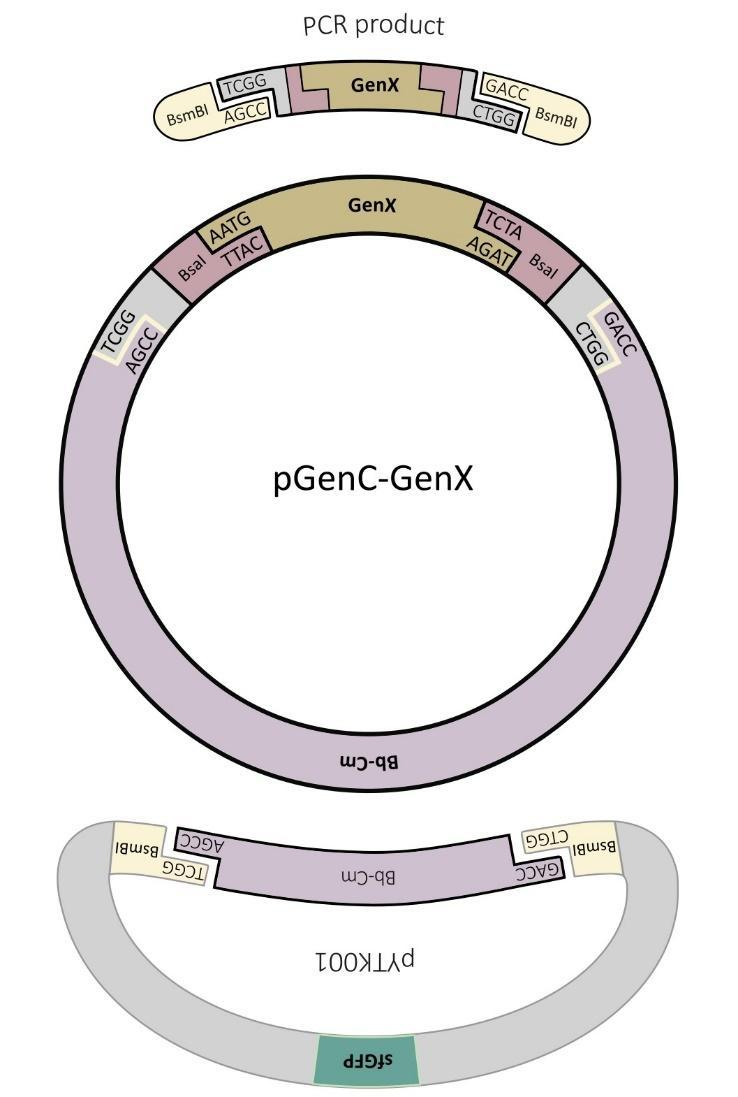 PCR product
BsmBI TCGG AGCC GenX GACC CTGG BsmBI
GenX
AATG TTAC BsaI
TCTA AGAT BsaI
TCGG AGCC
GACC CTGG
pGenC-GenX
Bb-Cm
BsmBI AGCC TCGG
Bb-Cm
CTGG GACC BsmBI
pYTK001
sfGFP